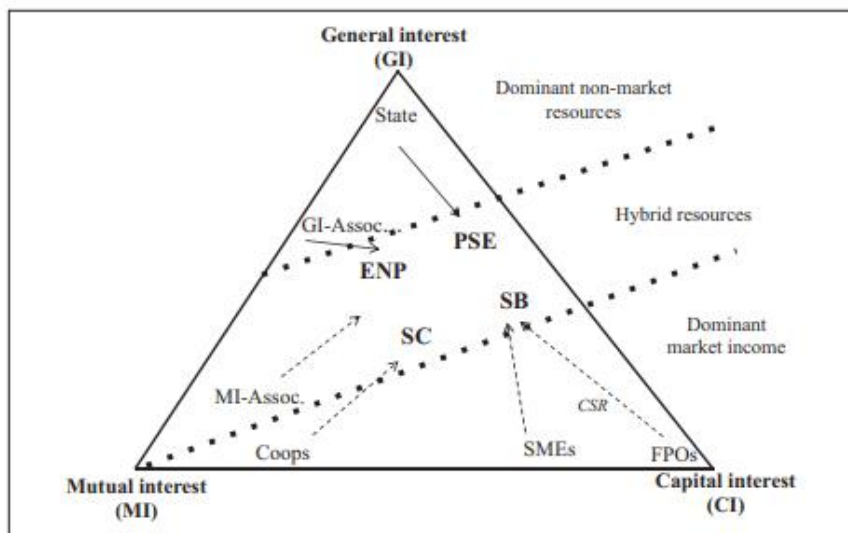 General interest
(GI)
Dominant non-market
resources
State
Hybrid resources
GI-Assoc...
PSE
ENP
SB
SC
Dominant
market income
MI-Assoc.
CSR
Coops
SMEs
FPOs
Mutual interest
(MI)
Capital interest
(CI)